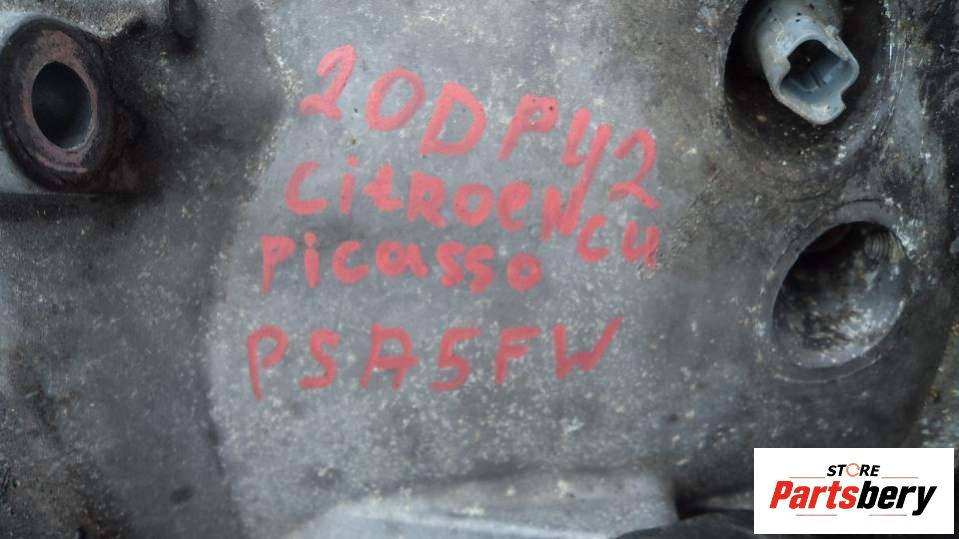 20DP42
CitROEN C4
Picasso
PSA5FW
STORE
Partsbery